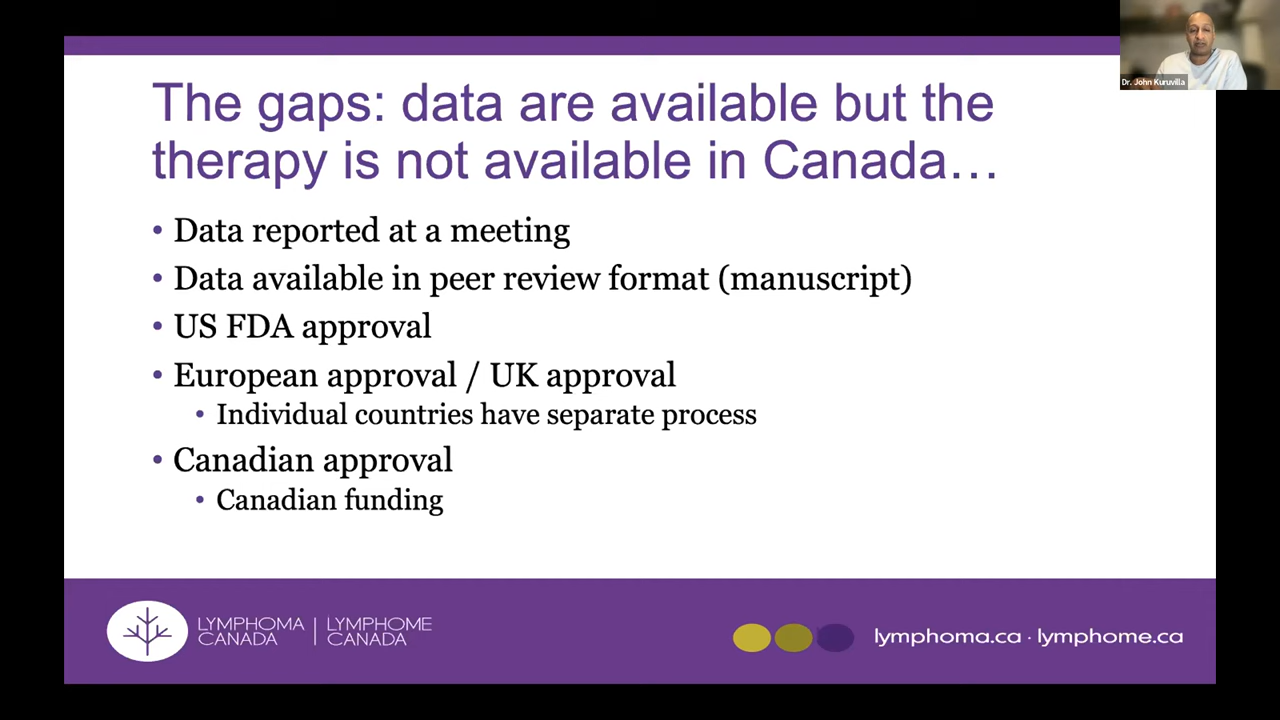 Dr. John Kuruvilla
The gaps: data are available but the
therapy is not available in Canada…
• Data reported at a meeting
• Data available in peer review format (manuscript)
• US FDA approval
• European approval / UK approval
• Individual countries have separate process
• Canadian approval
• Canadian funding
LYMPHOMA | LYMPHOME
CANADA | CANADA
lymphoma.ca · lymphome.ca